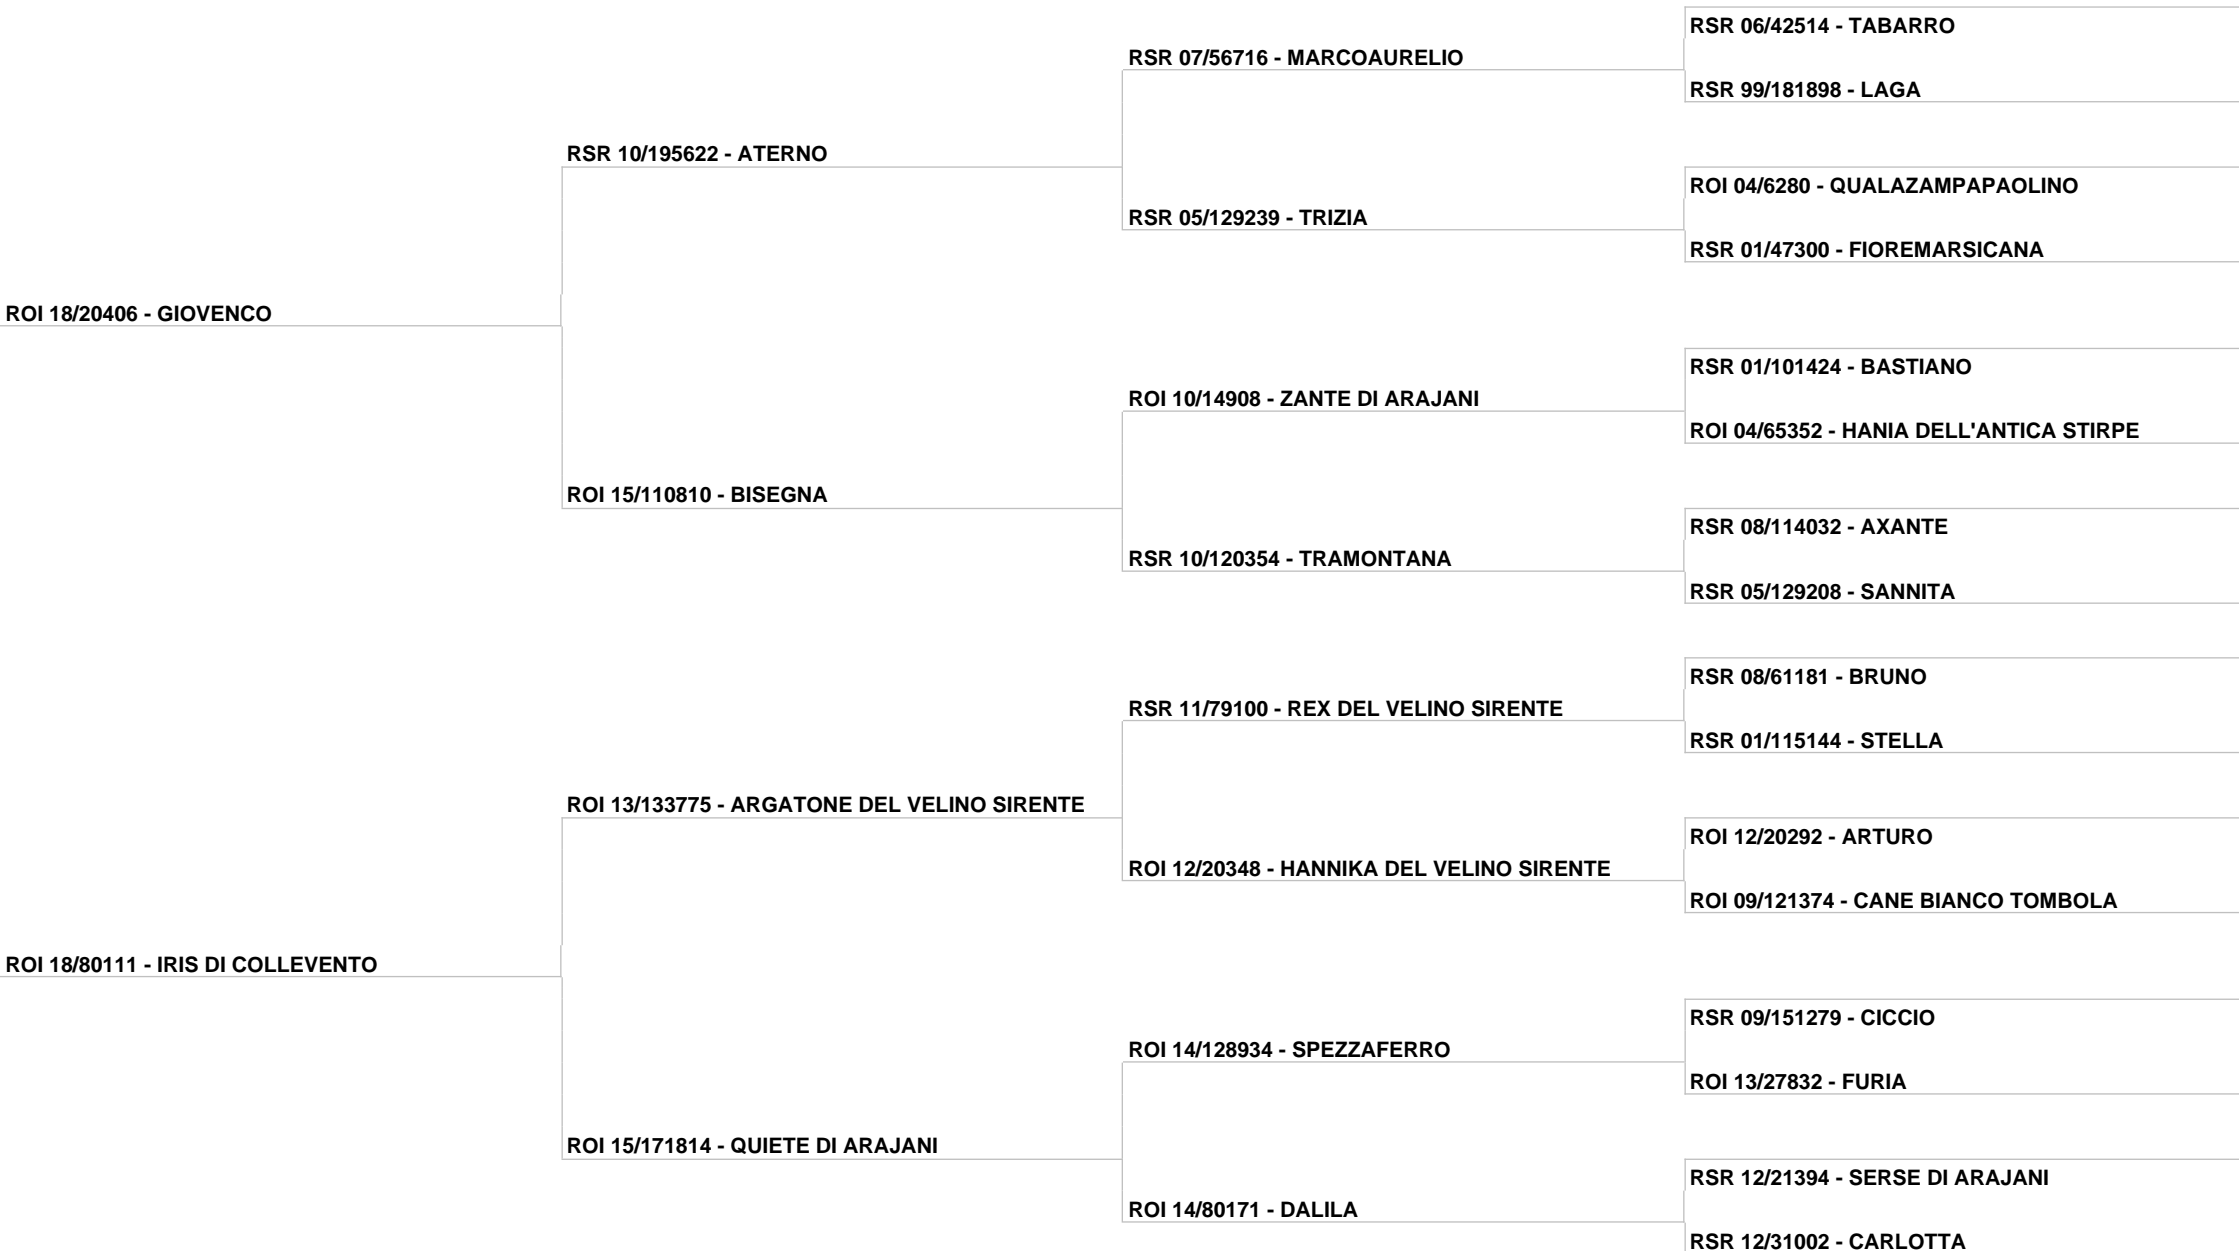 RSR 06/42514 - TABARRO
RSR 07/56716 - MARCOAURELIO
RSR 99/181898 - LAGA
RSR 10/195622 - ATERNO
ROI 04/6280 - QUALAZAMPAPAOLINO
RSR 05/129239 - TRIZIA
RSR 01/47300 - FIOREMARSICANA
ROI 18/20406 - GIOVENCO
RSR 01/101424 - BASTIANO
ROI 10/14908 - ZANTE DI ARAJANI
ROI 04/65352 - HANIA DELL'ANTICA STIRPE
ROI 15/110810 - BISEGNA
RSR 08/114032 - AXANTE
RSR 10/120354 - TRAMONTANA
RSR 05/129208 - SANNITA
RSR 08/61181 - BRUNO
RSR 11/79100 - REX DEL VELINO SIRENTE
RSR 01/115144 - STELLA
ROI 13/133775 - ARGATONE DEL VELINO SIRENTE
ROI 12/20292 - ARTURO
ROI 12/20348 - HANNIKA DEL VELINO SIRENTE
ROI 09/121374 - CANE BIANCO TOMBOLA
ROI 18/80111 - IRIS DI COLLEVENTO
RSR 09/151279 - CICCIO
ROI 14/128934 - SPEZZAFERRO
ROI 13/27832 - FURIA
ROI 15/171814 - QUIETE DI ARAJANI
RSR 12/21394 - SERSE DI ARAJANI
ROI 14/80171 - DALILA
RSR 12/31002 - CARLOTTA